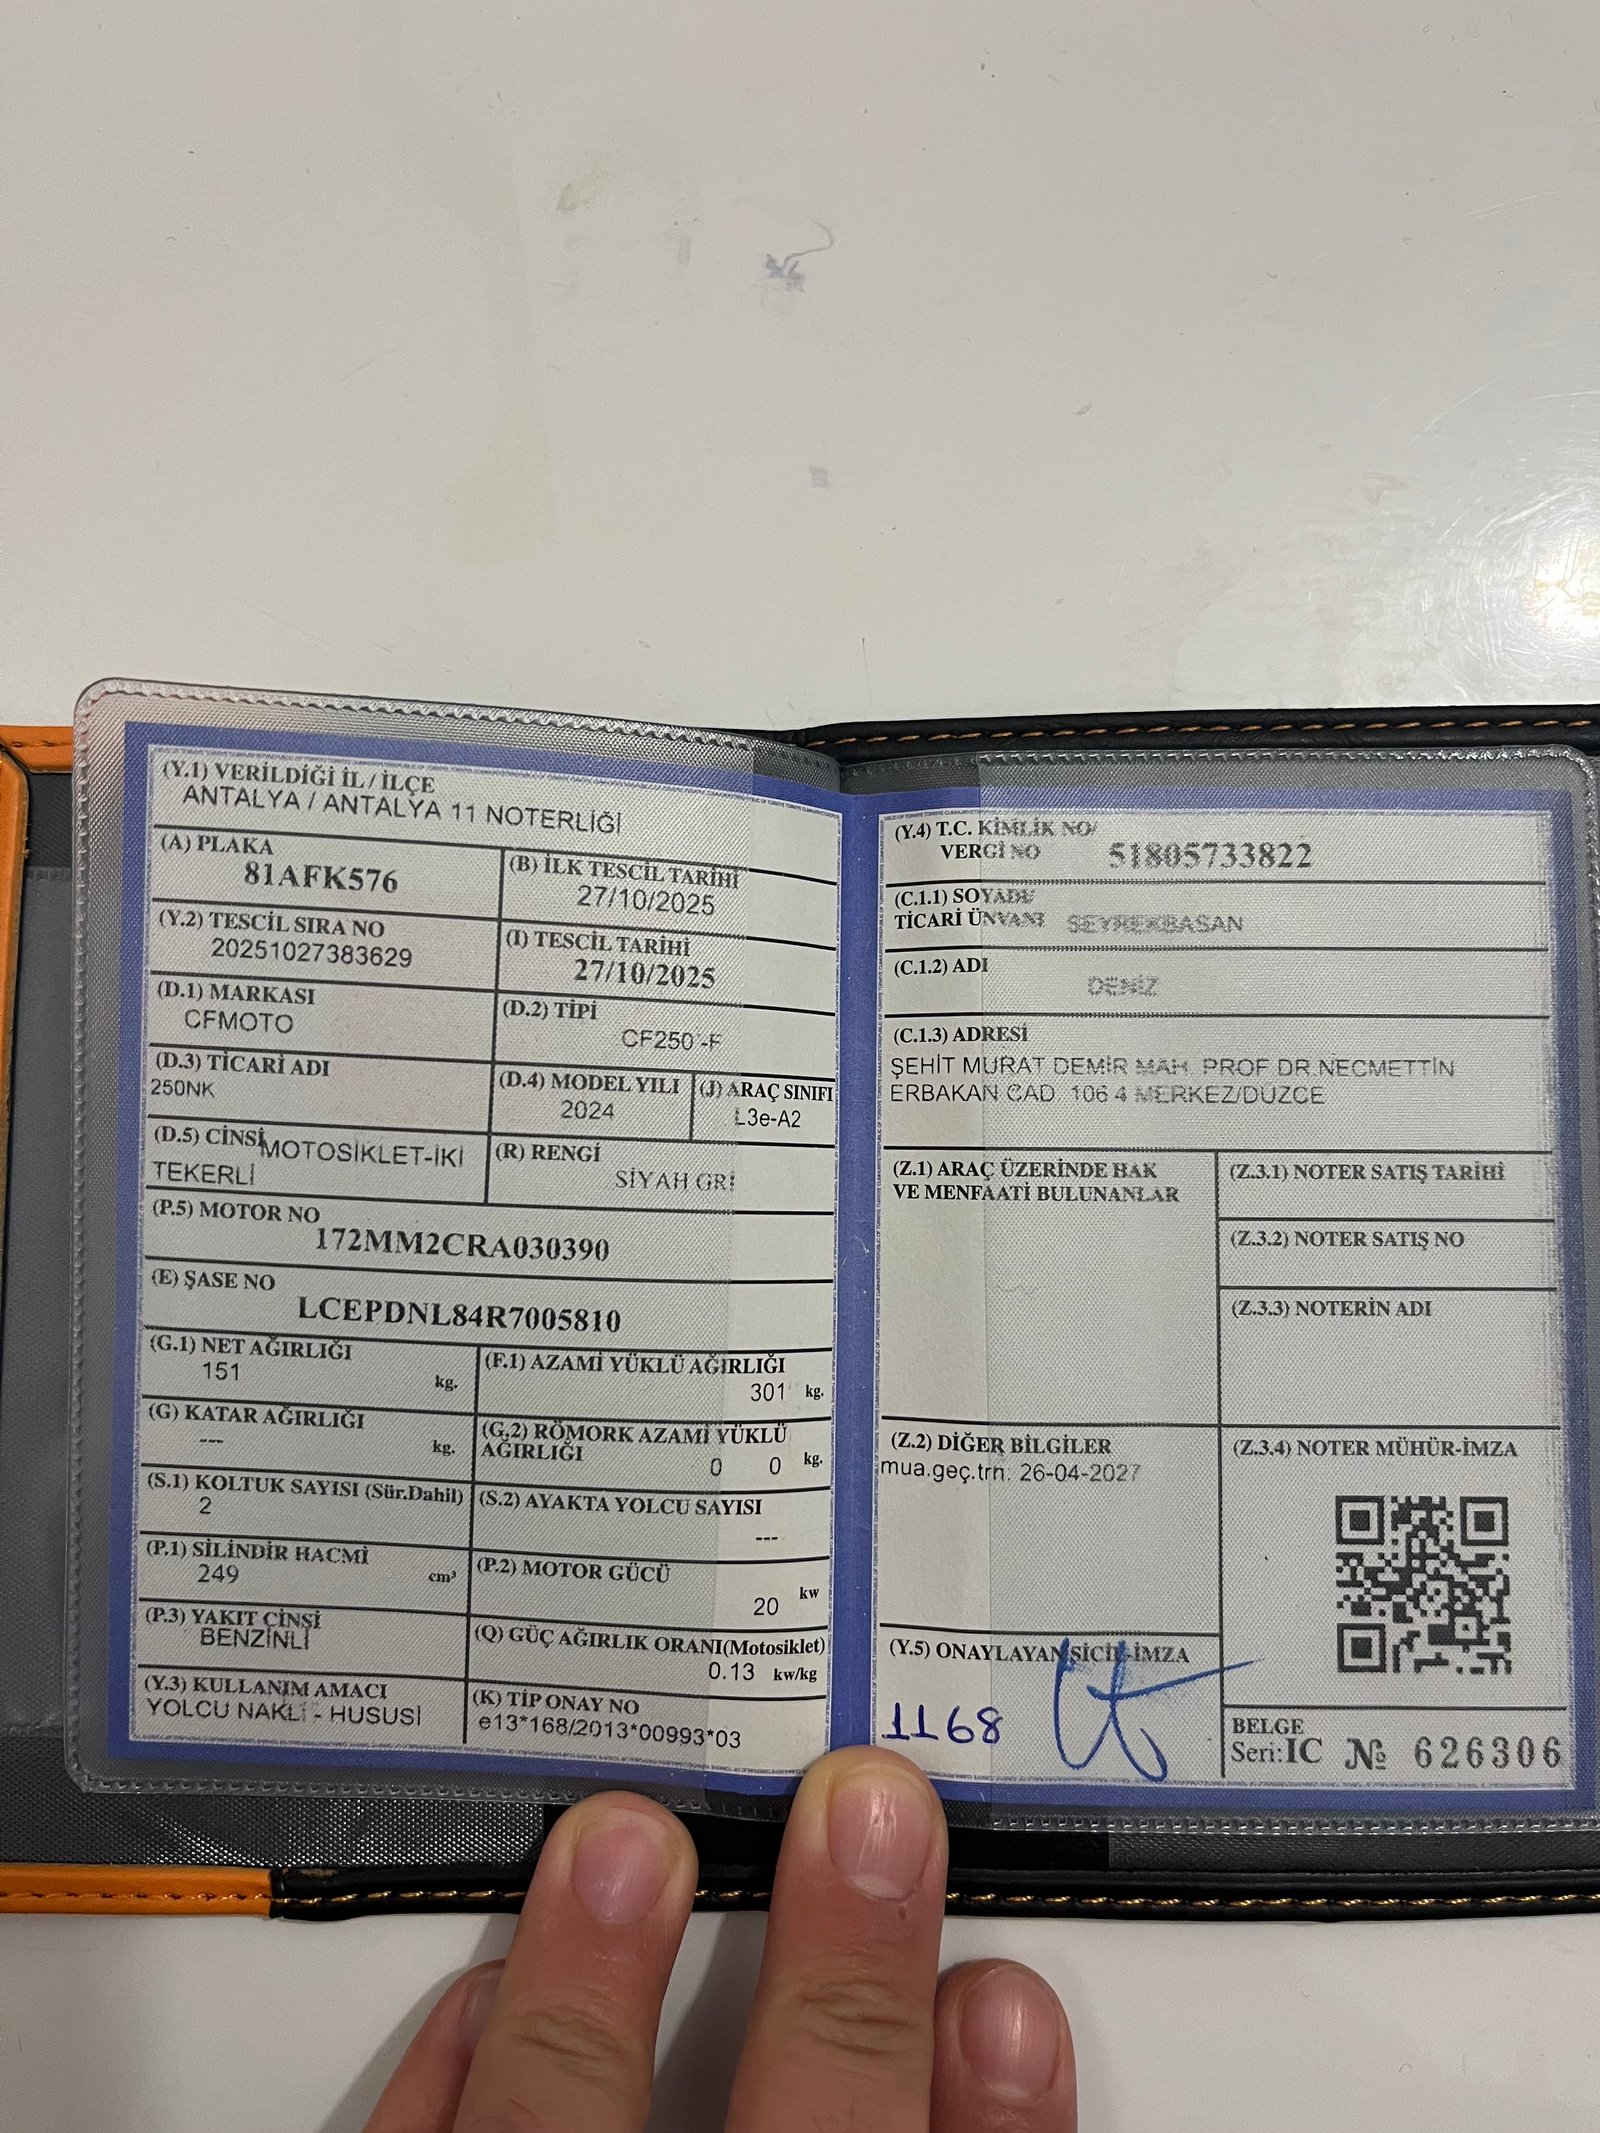 (Y.1) VERİLDİĞİ İL / İLÇE
ANTALYA / ANTALYA 11 NOTERLİĞİ
(A) PLAKA
81AFK576
(B) İLK TESCİL TARİHİ
27/10/2025
(Y.2) TESCİL SIRA NO
20251027383629
(I) TESCİL TARİHİ
27/10/2025
(D.1) MARKASI
CFMOTO
(D.2) TİPİ
CF250-F
(D.3) TİCARİ ADI
250NK
(D.4) MODEL YILI
2024
(J) ARAÇ SINIFI
L3e-A2
(D.5) CİNSİ MOTOSİKLET-İKİ
TEKERLİ
(R) RENGİ
SİYAH GRİ
(P.5) MOTOR NO
172MM2CRA030390
(E) ŞASE NO
LCEPDNL84R7005810
(G.1) NET AĞIRLIĞI
151 kg.
(F.1) AZAMİ YÜKLÜ AĞIRLIĞI
301 kg.
(G) KATAR AĞIRLIĞI
--- kg.
(G.2) RÖMORK AZAMİ YÜKLÜ
AĞIRLIĞI
0 0 kg.
(S.1) KOLTUK SAYISI (Sür.Dahil)
2
(S.2) AYAKTA YOLCU SAYISI
---
(P.1) SİLİNDİR HACMİ
249 cm³
(P.2) MOTOR GÜCÜ
20 kw
(P.3) YAKIT CİNSİ
BENZİNLİ
(Q) GÜÇ AĞIRLIK ORANI(Motosiklet)
0.13 kw/kg
(Y.3) KULLANIM AMACI
YOLCU NAKLİ - HUSUSİ
(K) TİP ONAY NO
e13*168/2013*00993*03
(Y.4) T.C. KİMLİK NO/
VERGİ NO 51805733822
(C.1.1) SOYADI/
TİCARİ ÜNVANI SEYREKBASAN
(C.1.2) ADI
DENİZ
(C.1.3) ADRESİ
ŞEHİT MURAT DEMİR MAH. PROF DR.NECMETTİN
ERBAKAN CAD. 106 4 MERKEZ/DÜZCE
(Z.1) ARAÇ ÜZERİNDE HAK
VE MENFAATİ BULUNANLAR
(Z.3.1) NOTER SATIŞ TARİHİ
(Z.3.2) NOTER SATIŞ NO
(Z.3.3) NOTERİN ADI
(Z.2) DİĞER BİLGİLER
mua.geç.trh: 26-04-2027
(Z.3.4) NOTER MÜHÜR-İMZA
(Y.5) ONAYLAYAN SİCİL-İMZA
1168
BELGE
Seri: IC № 626306